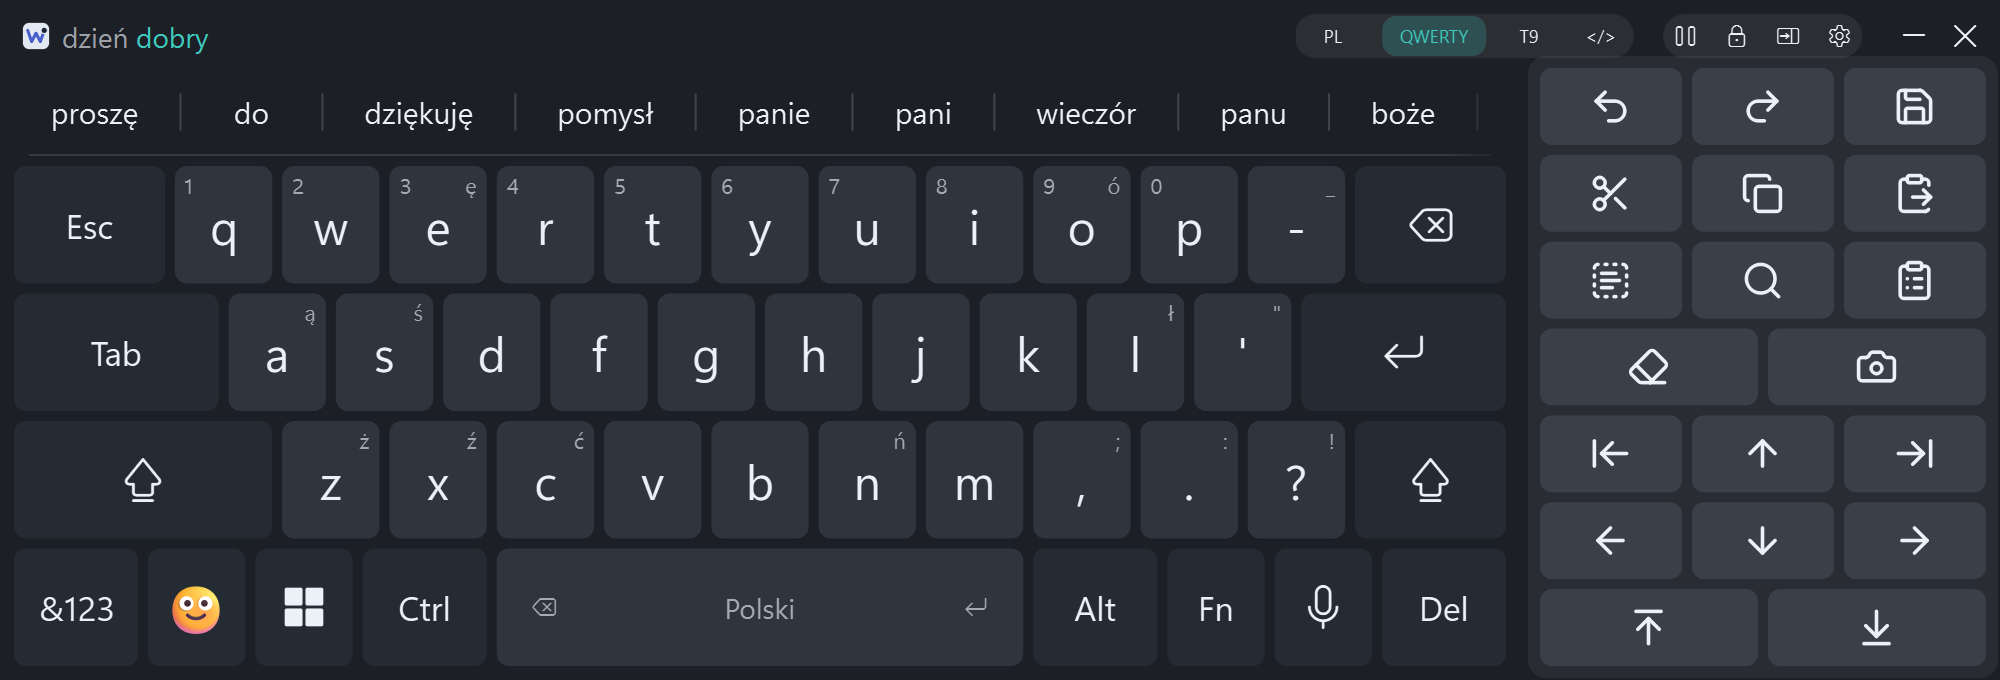 dzień dobry
PL QWERTY T9 </>
proszę do dziękuję pomysł panie pani wieczór panu boże
Esc 1 q 2 w 3 ę e 4 r 5 t 6 y 7 u 8 i 9 ó o 0 p _ -
Tab ą a ś s d f g h j k ł l " '
ż z ź x ć c v b ń n m ; , : . ! ?
&123 Ctrl Polski Alt Fn Del